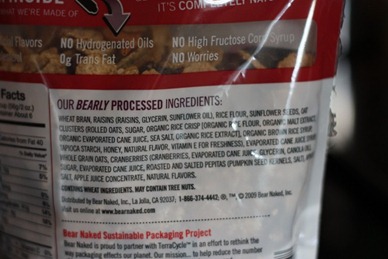 INSIDE
WHAT WE'RE MADE OF
IT'S COMPLETELY
Flavors
NO Hydrogenated Oils
0g Trans Fat
NO High Fructose Corn Syrup
NO Worries
OUR BEARLY PROCESSED INGREDIENTS:
WHEAT BRAN, RAISINS (RAISINS, GLYCERIN, SUNFLOWER OIL), RICE FLOUR, SUNFLOWER SEEDS, OAT
CLUSTERS (ROLLED OATS, SUGAR, ORGANIC RICE CRISP [ORGANIC RICE FLOUR, ORGANIC MALT EXTRACT],
ORGANIC EVAPORATED CANE JUICE, SEA SALT, ORGANIC RICE EXTRACT], ORGANIC BROWN RICE SYRUP,
TAPIOCA STARCH, HONEY, NATURAL FLAVOR, VITAMIN E FOR FRESHNESS), EVAPORATED CANE JUICE SYRUP,
WHOLE GRAIN OATS, CRANBERRIES (CRANBERRIES, EVAPORATED CANE JUICE, GLYCERIN, CANOLA OIL),
SUGAR, EVAPORATED CANE JUICE, ROASTED AND SALTED PEPITAS (PUMPKIN SEED KERNELS, SALT),
SALT, APPLE JUICE CONCENTRATE, NATURAL FLAVORS.
CONTAINS WHEAT INGREDIENTS. MAY CONTAIN TREE NUTS.
Distributed by Bear Naked, Inc., La Jolla, CA 92037, 1-866-374-4442; ®, ™, © 2009 Bear Naked, Inc.
visit us online at www.bearnaked.com
Bear Naked Sustainable Packaging Project
Bear Naked is proud to partner with TerraCycle™ in an effort to rethink the
way packaging effects our planet. Our mission... to help reduce the number